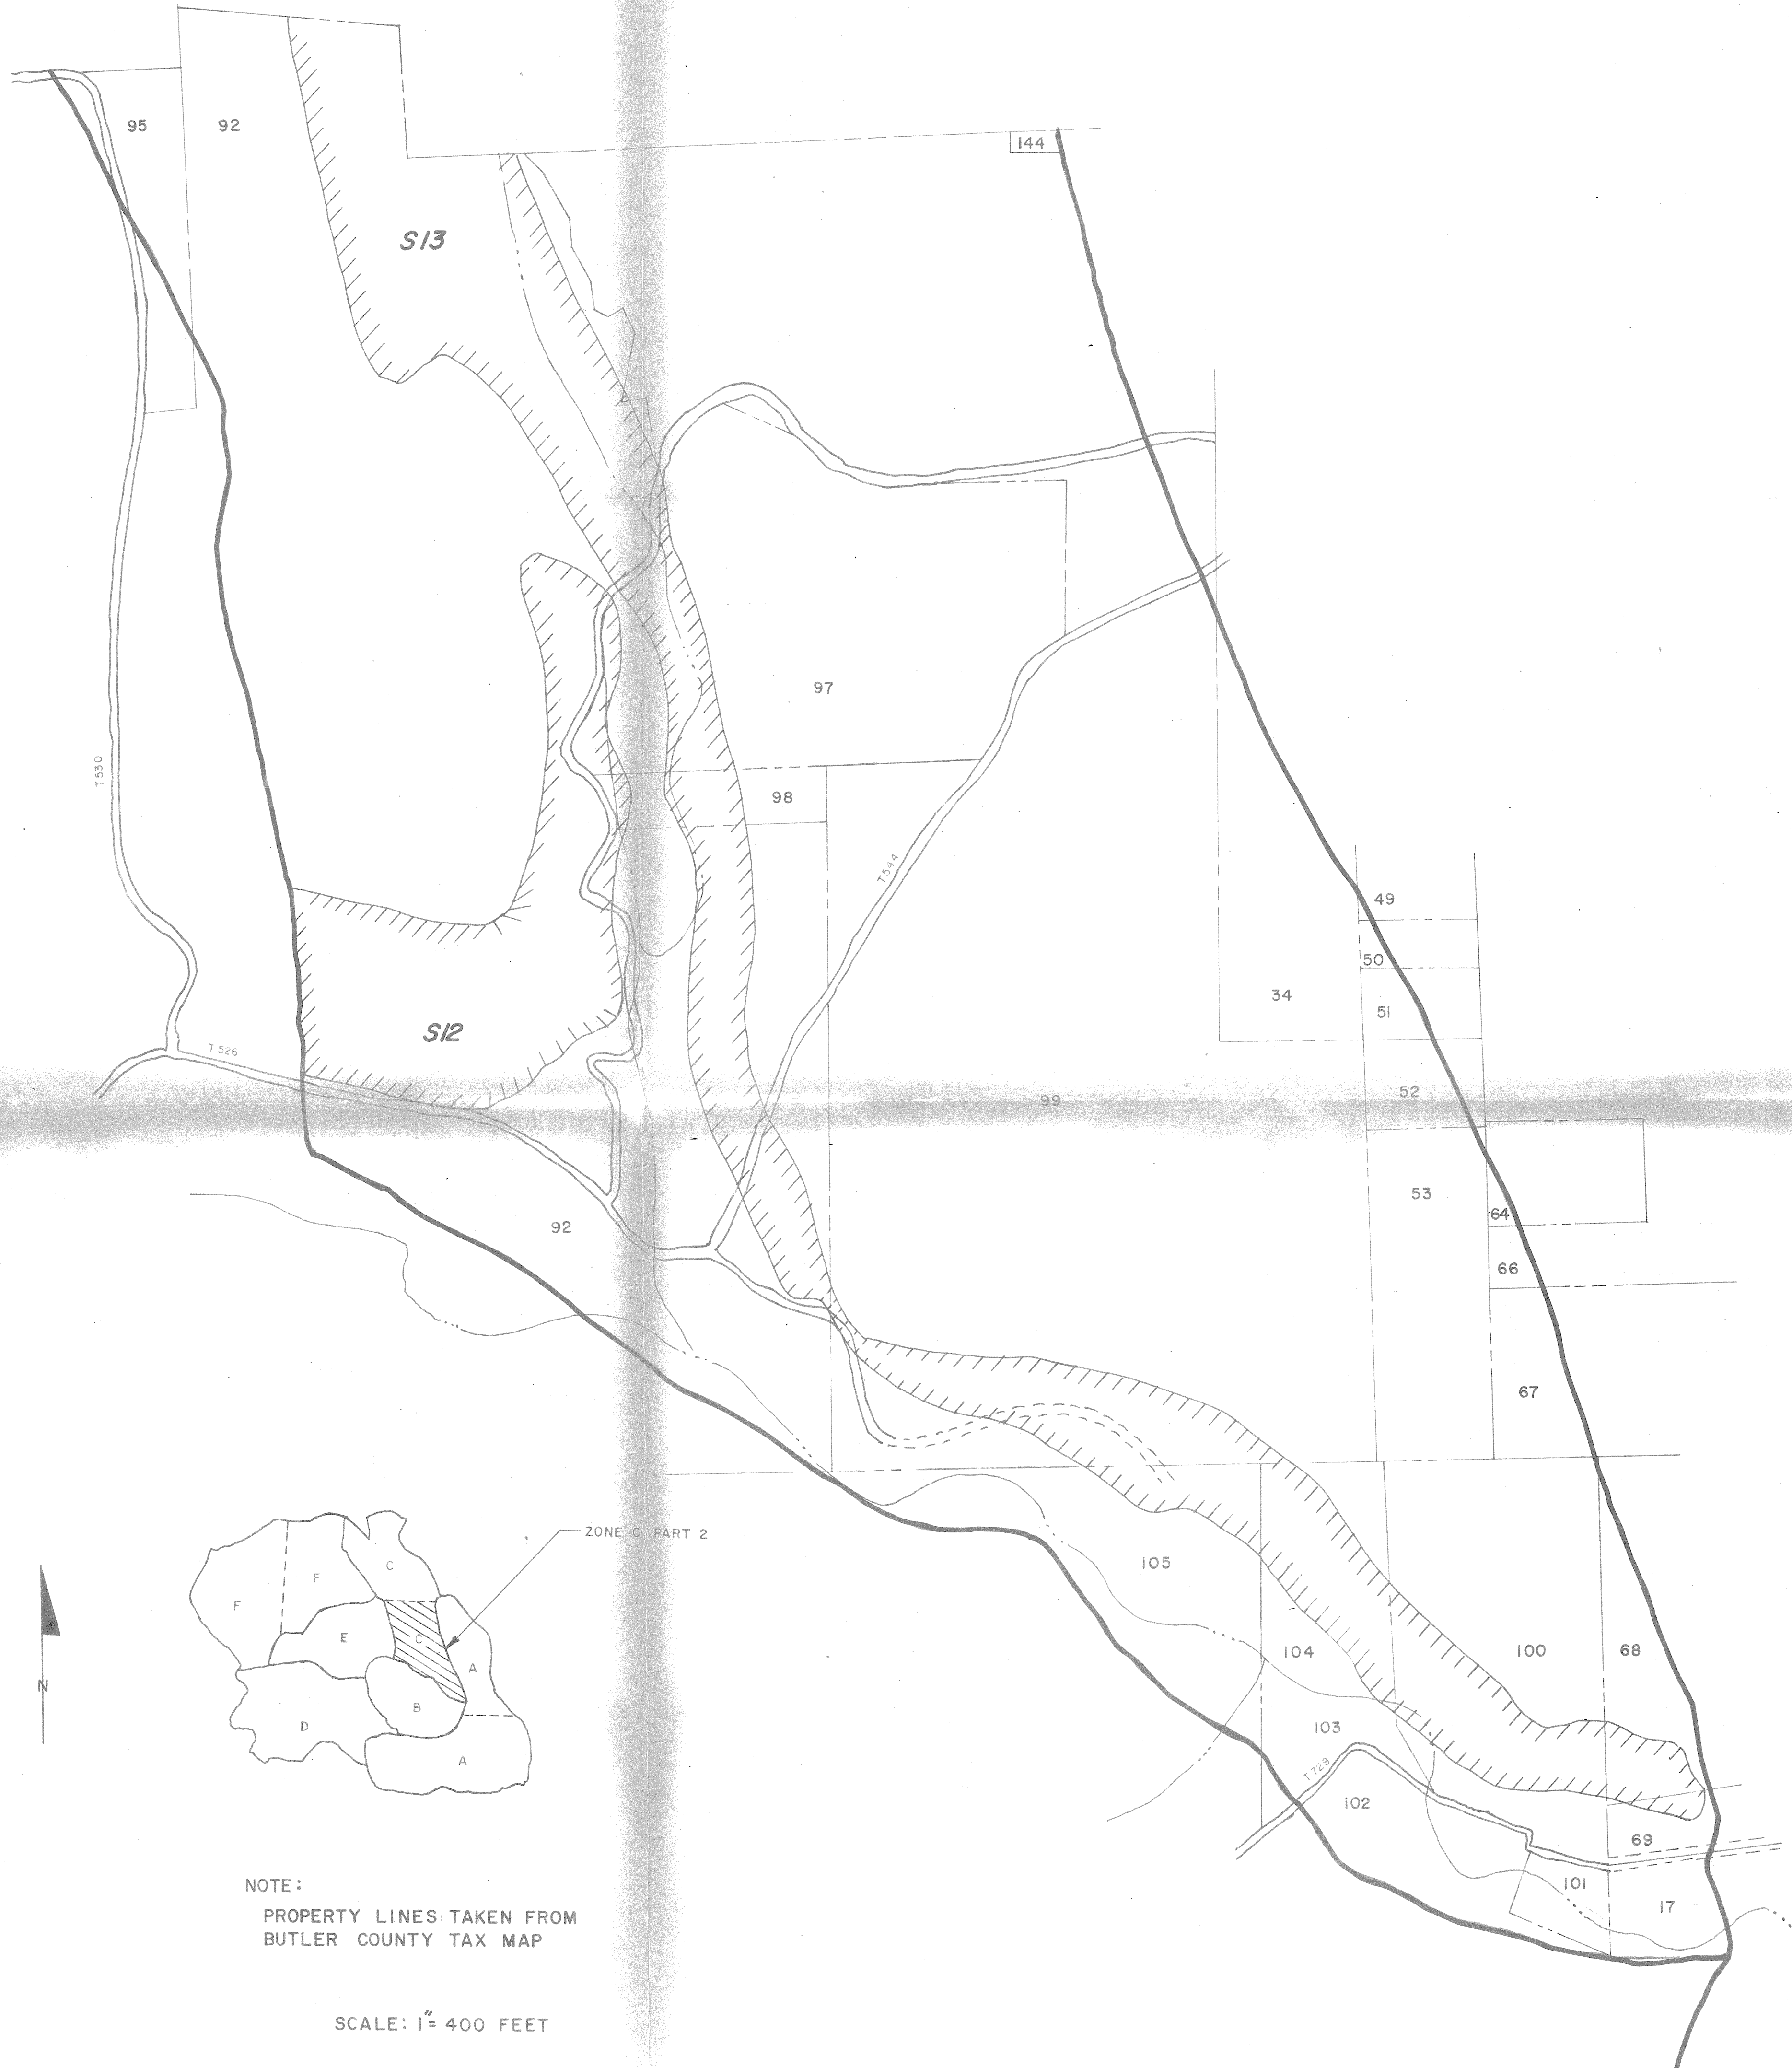 95
92
144
S13
97
T530
98
T544
49
50
34
51
S12
T 526
52
99
53
64
92
66
67
ZONE C PART 2
105
C
F
F
E
C
A
104
100
68
N
B
D
103
A
T729
102
69
101
17
NOTE:
PROPERTY LINES TAKEN FROM
BUTLER COUNTY TAX MAP
SCALE: 1"= 400 FEET